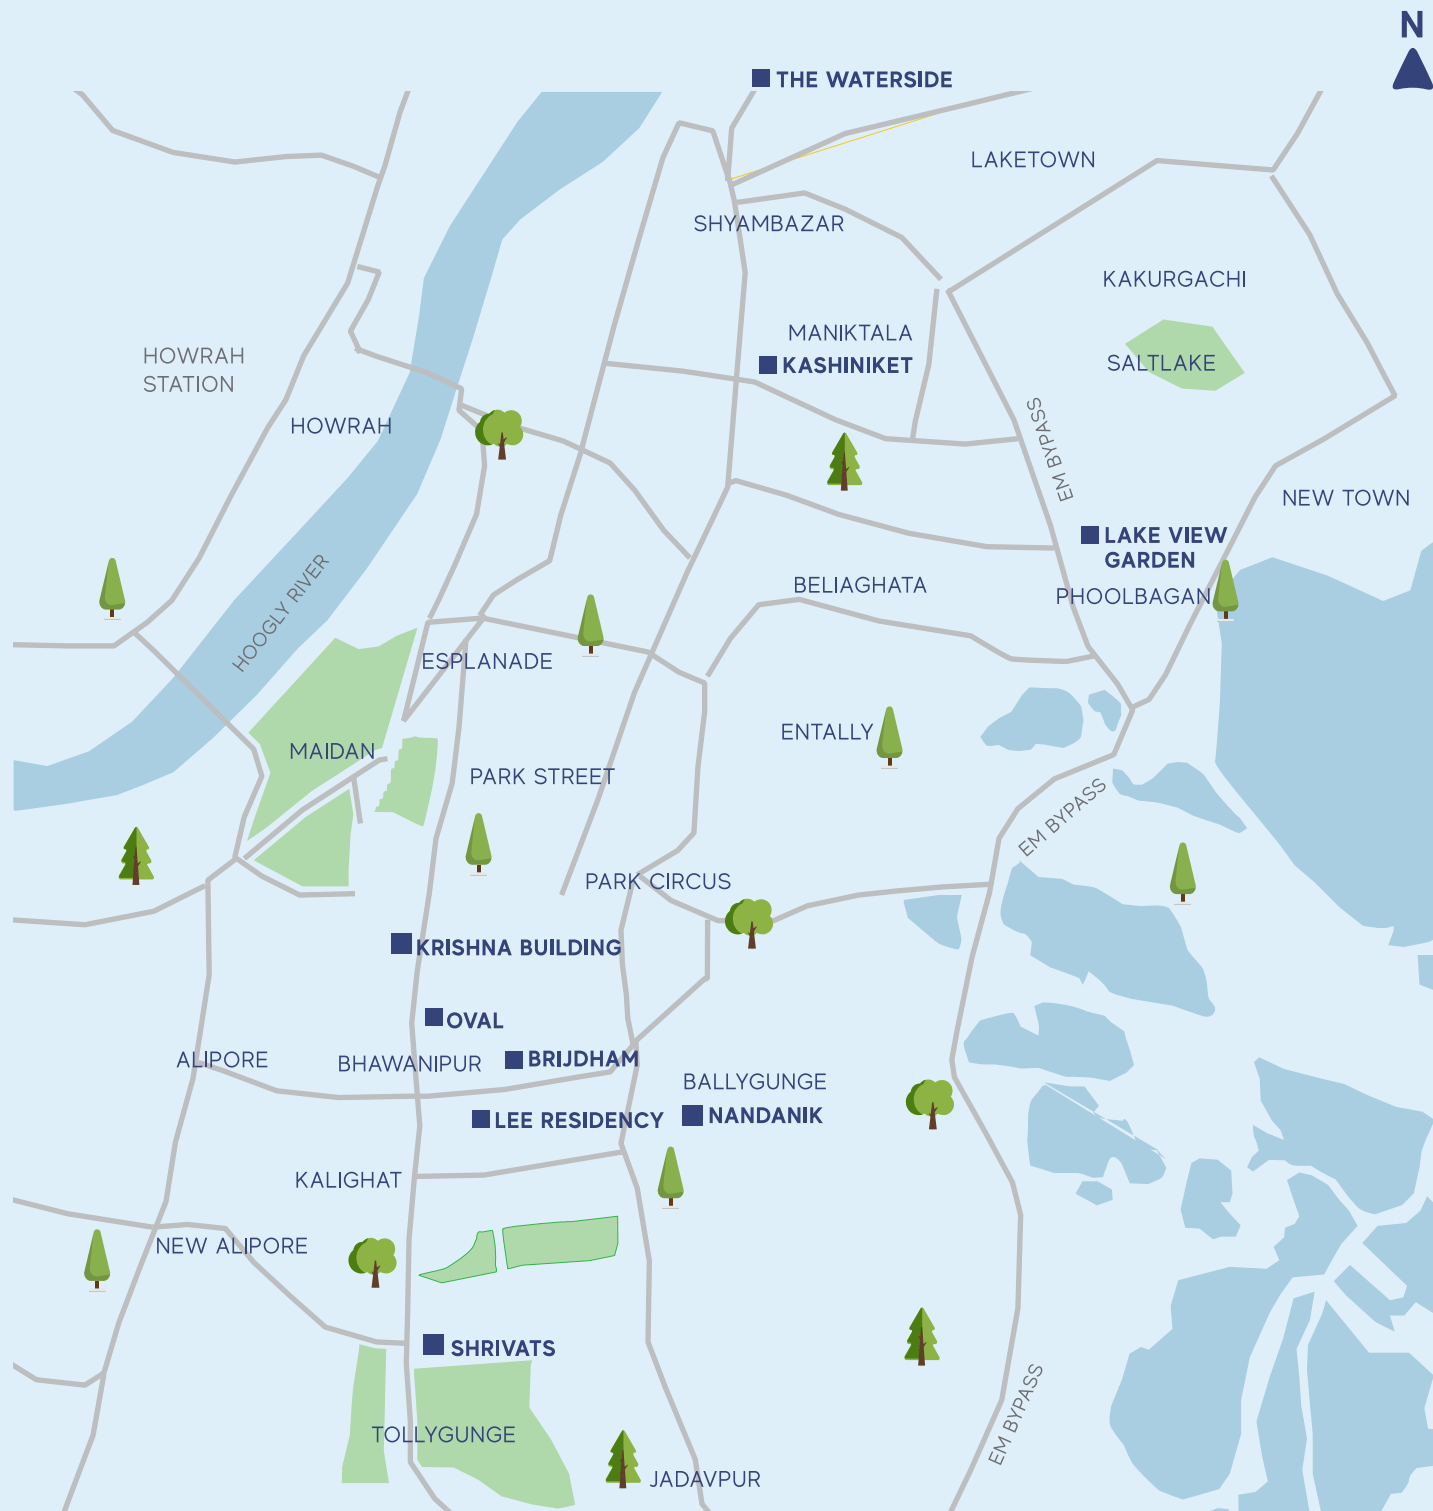 N
THE WATERSIDE
LAKETOWN
SHYAMBAZAR
KAKURGACHI
MANIKTALA
HOWRAH
STATION
KASHINIKET
SALTLAKE
HOWRAH
EM BYPASS
NEW TOWN
LAKE VIEW
GARDEN
HOOGLY RIVER
BELIAGHATA
PHOOLBAGAN
ESPLANADE
ENTALLY
MAIDAN
PARK STREET
EM BYPASS
PARK CIRCUS
KRISHNA BUILDING
OVAL
ALIPORE
BHAWANIPUR
BRIJDHAM
BALLYGUNGE
LEE RESIDENCY
NANDANIK
KALIGHAT
NEW ALIPORE
SHRIVATS
EM BYPASS
TOLLYGUNGE
JADAVPUR